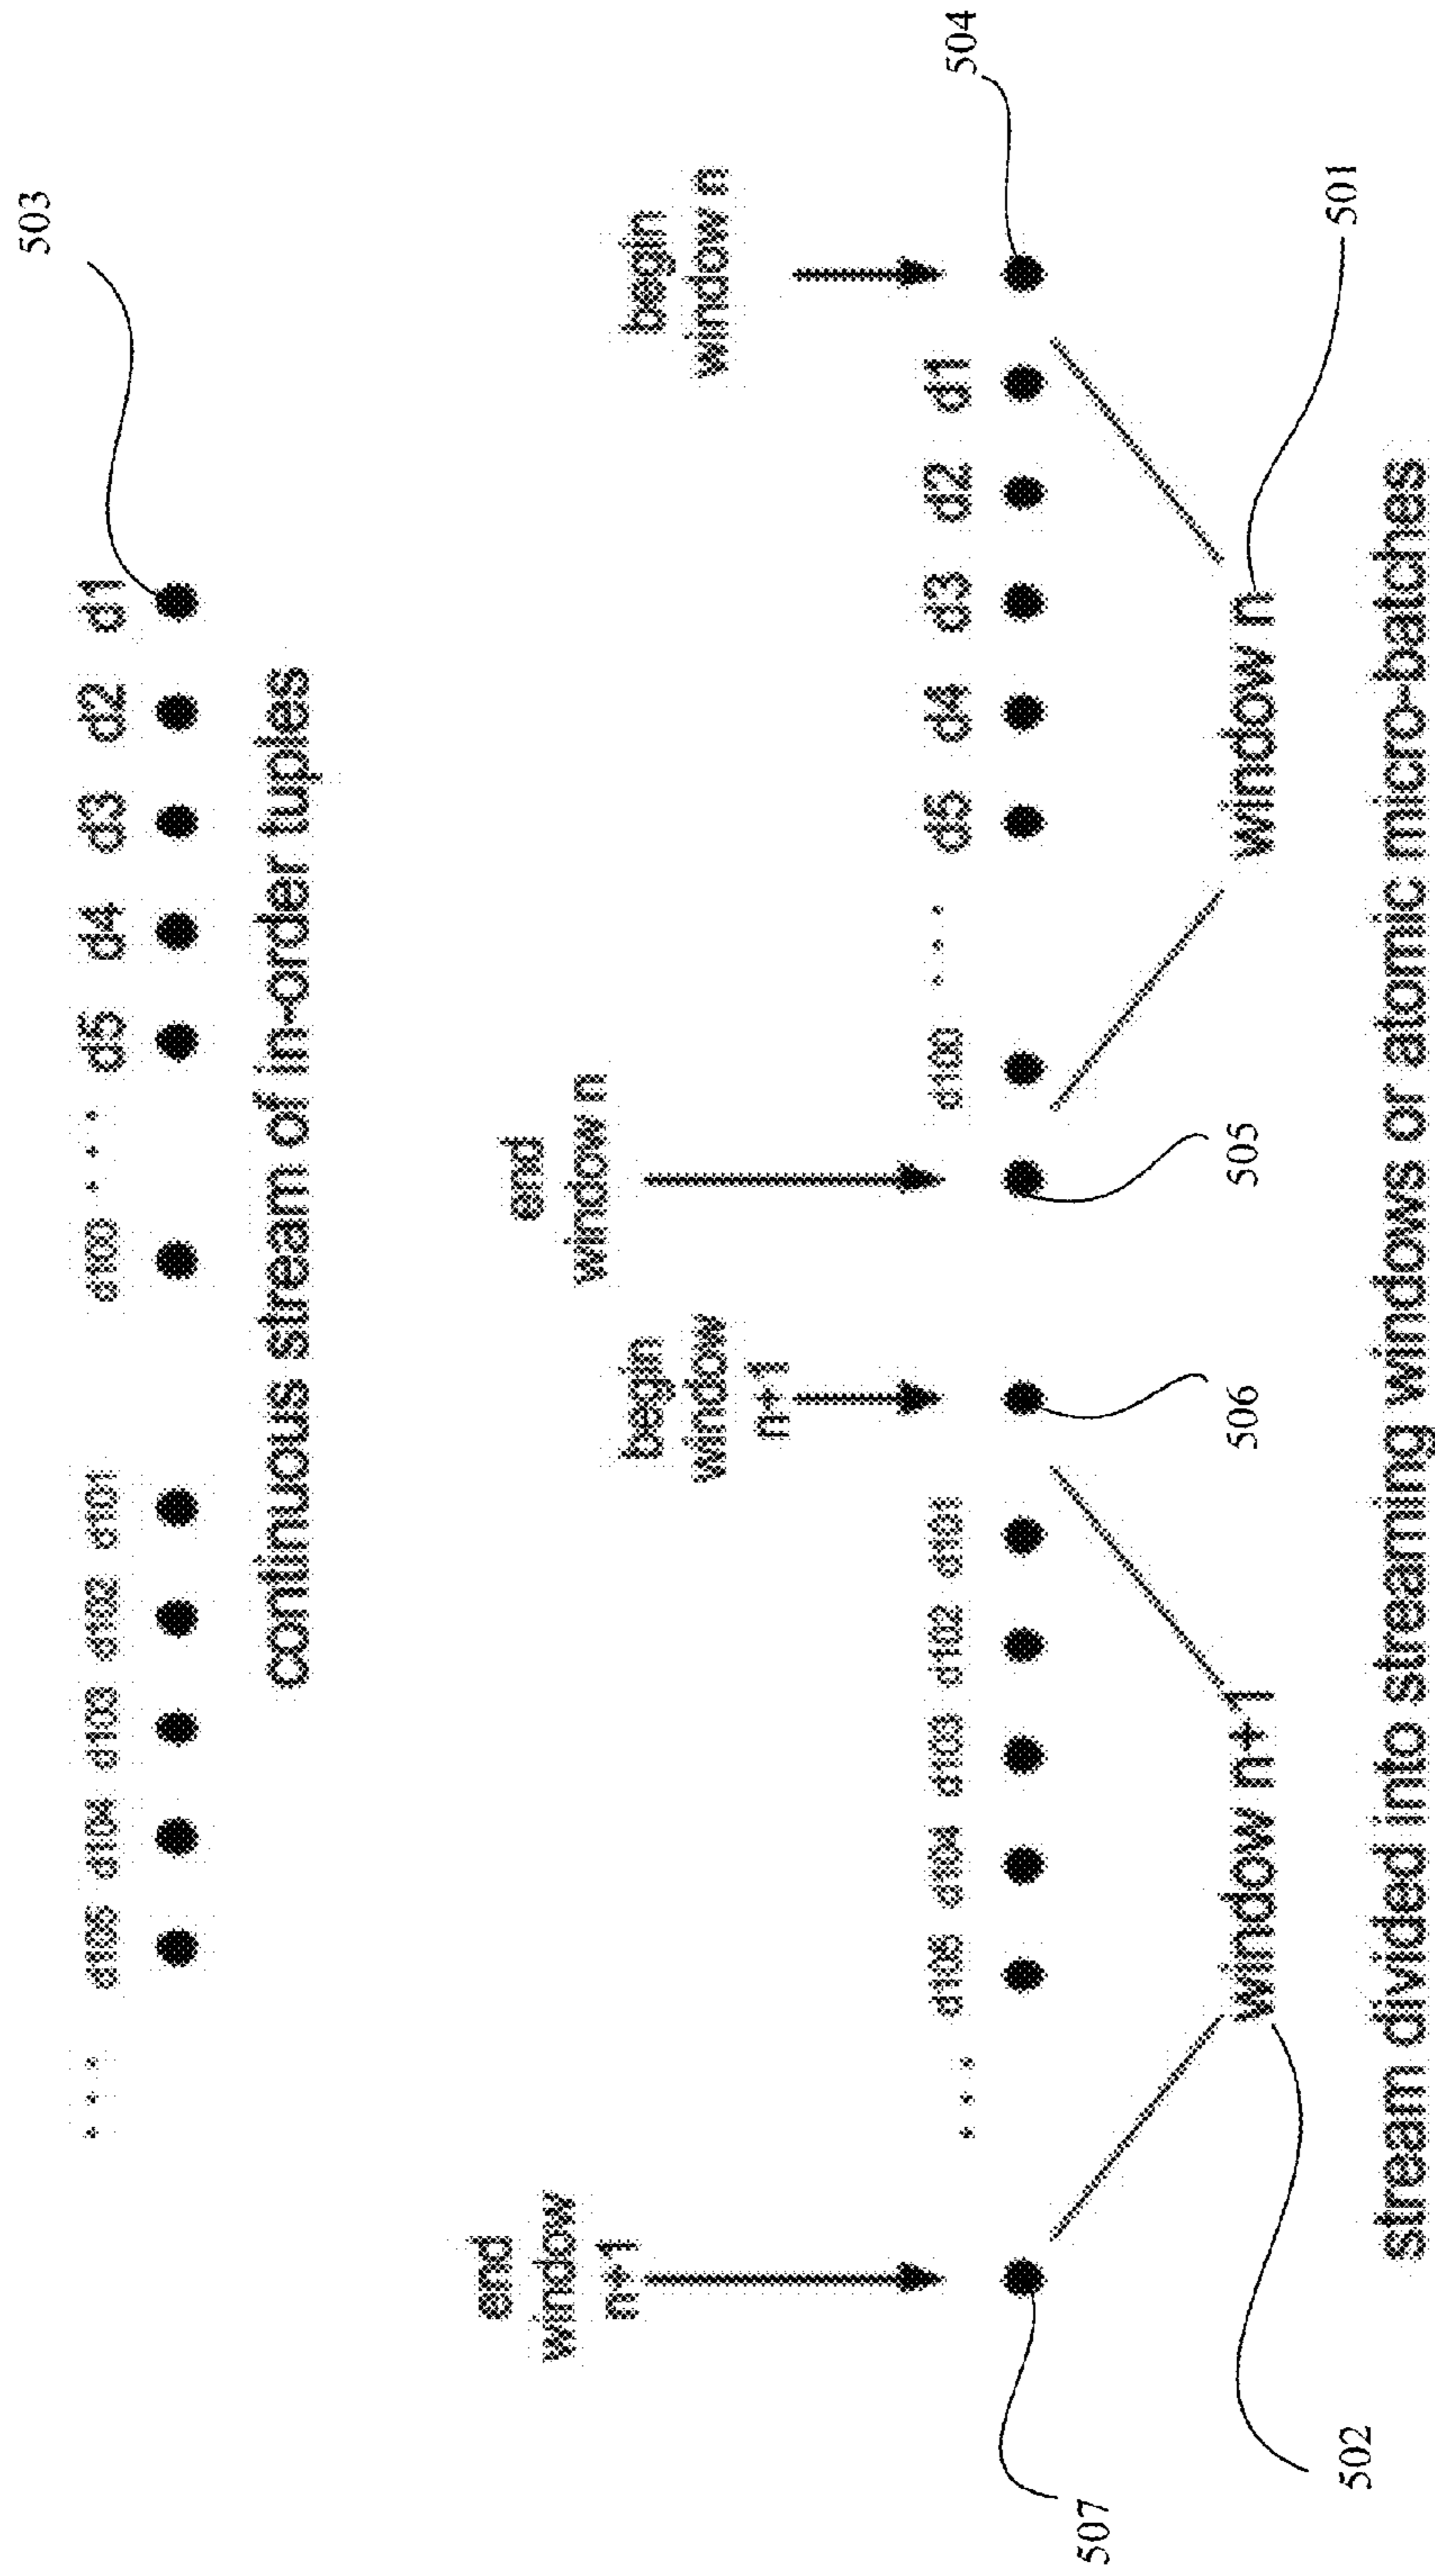 503
... d105 d104 d103 d102 d101 d100 ... d5 d4 d3 d2 d1
continuous stream of in-order tuples
end
window
n+1
end
window n
begin
window
n+1
begin
window n
504
... d105 d104 d103 d102 d101 d100 ... d5 d4 d3 d2 d1
507
506
505
window n+1
window n
502
501
stream divided into streaming windows or atomic micro-batches